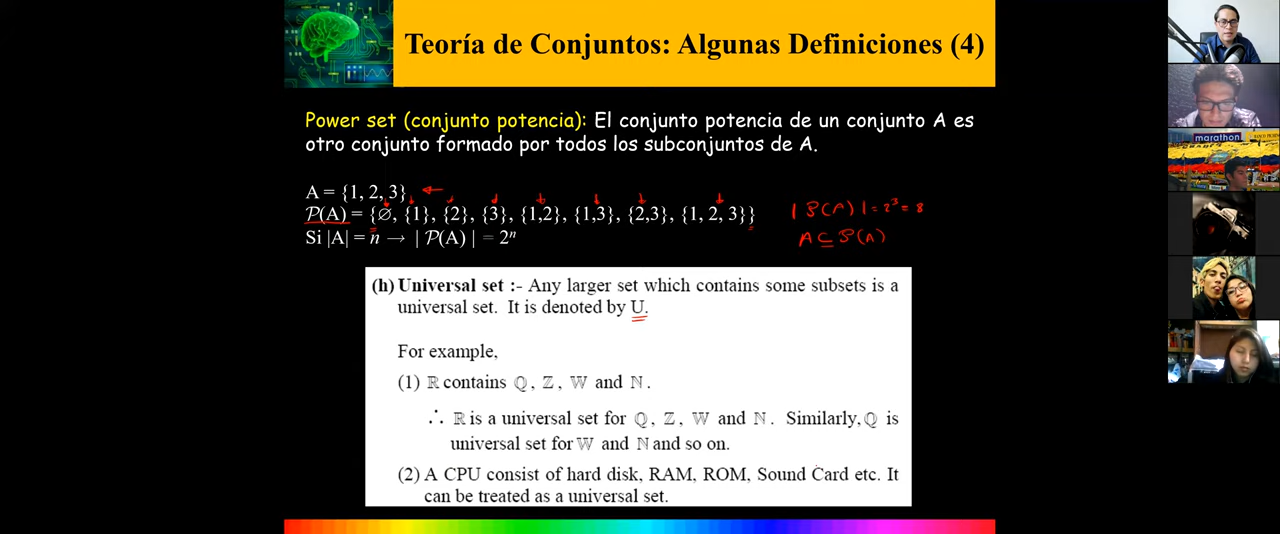 Teoría de Conjuntos: Algunas Definiciones (4)
Power set (conjunto potencia): El conjunto potencia de un conjunto A es
otro conjunto formado por todos los subconjuntos de A.
A = {1, 2, 3}
P(A) = {∅, {1}, {2}, {3}, {1,2}, {1,3}, {2,3}, {1, 2, 3}}
|P(A)| = 2³ = 8
Si |A| = n → | P(A) | = 2ⁿ
A ⊆ P(A)
(h) Universal set :- Any larger set which contains some subsets is a
universal set. It is denoted by U.
For example,
(1) ℝ contains ℚ, ℤ, 𝕎 and ℕ.
∴ ℝ is a universal set for ℚ, ℤ, 𝕎 and ℕ. Similarly, ℚ is
universal set for 𝕎 and ℕ and so on.
(2) A CPU consist of hard disk, RAM, ROM, Sound Card etc. It
can be treated as a universal set.
marathon